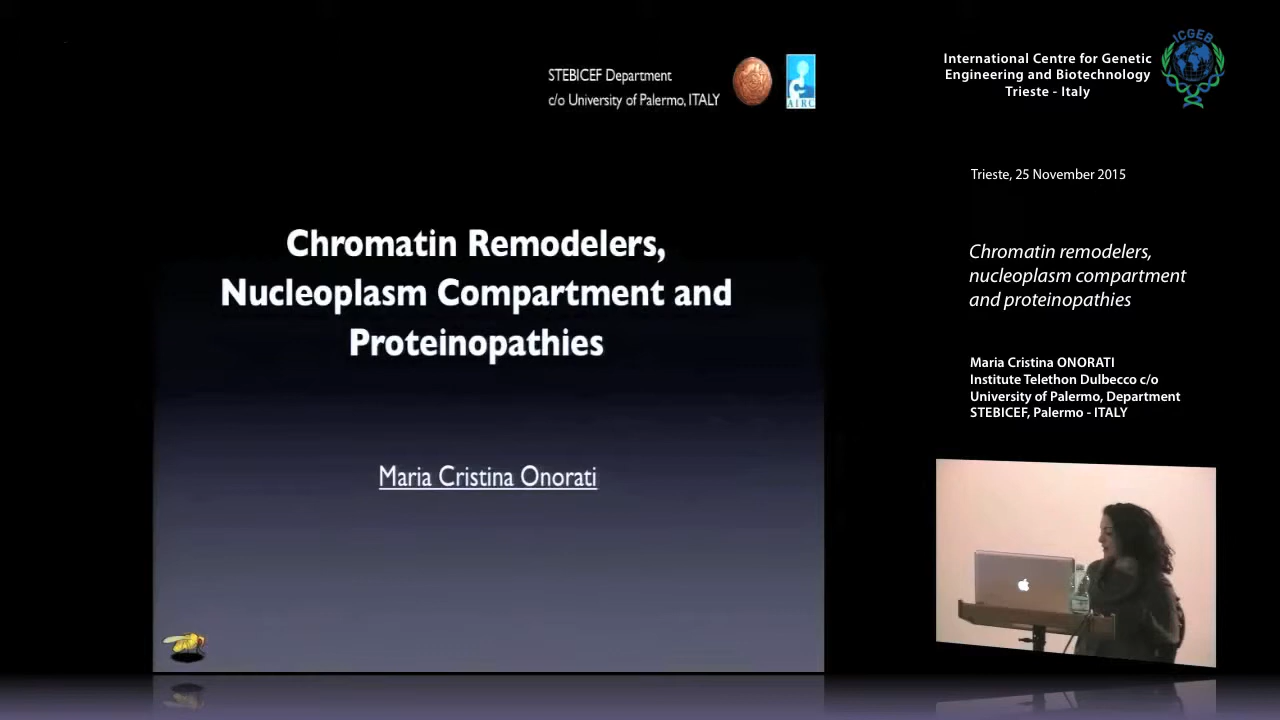 STEBICEF Department
c/o University of Palermo, ITALY
AIRC
Chromatin Remodelers,
Nucleoplasm Compartment and
Proteinopathies
Maria Cristina Onorati
International Centre for Genetic
Engineering and Biotechnology
Trieste - Italy
ICGEB
Trieste, 25 November 2015
Chromatin remodelers,
nucleoplasm compartment
and proteinopathies
Maria Cristina ONORATI
Institute Telethon Dulbecco c/o
University of Palermo, Department
STEBICEF, Palermo - ITALY